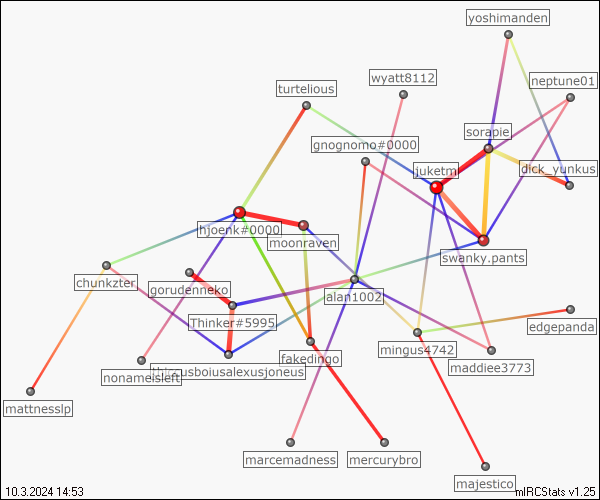 yoshimanden
wyatt8112
neptune01
turtelious
sorapie
gnognomo#0000
juketm
dick_yunkus
hjoenk#0000
moonraven
swanky.pants
chunkzter
gorudenneko
alan1002
Thinker#5995
edgepanda
mingus4742
fakedingo
maddiee3773
nonameisleft
mattnesslp
marcemadness
mercurybro
majestico
10.3.2024 14:53
mIRCStats v1.25